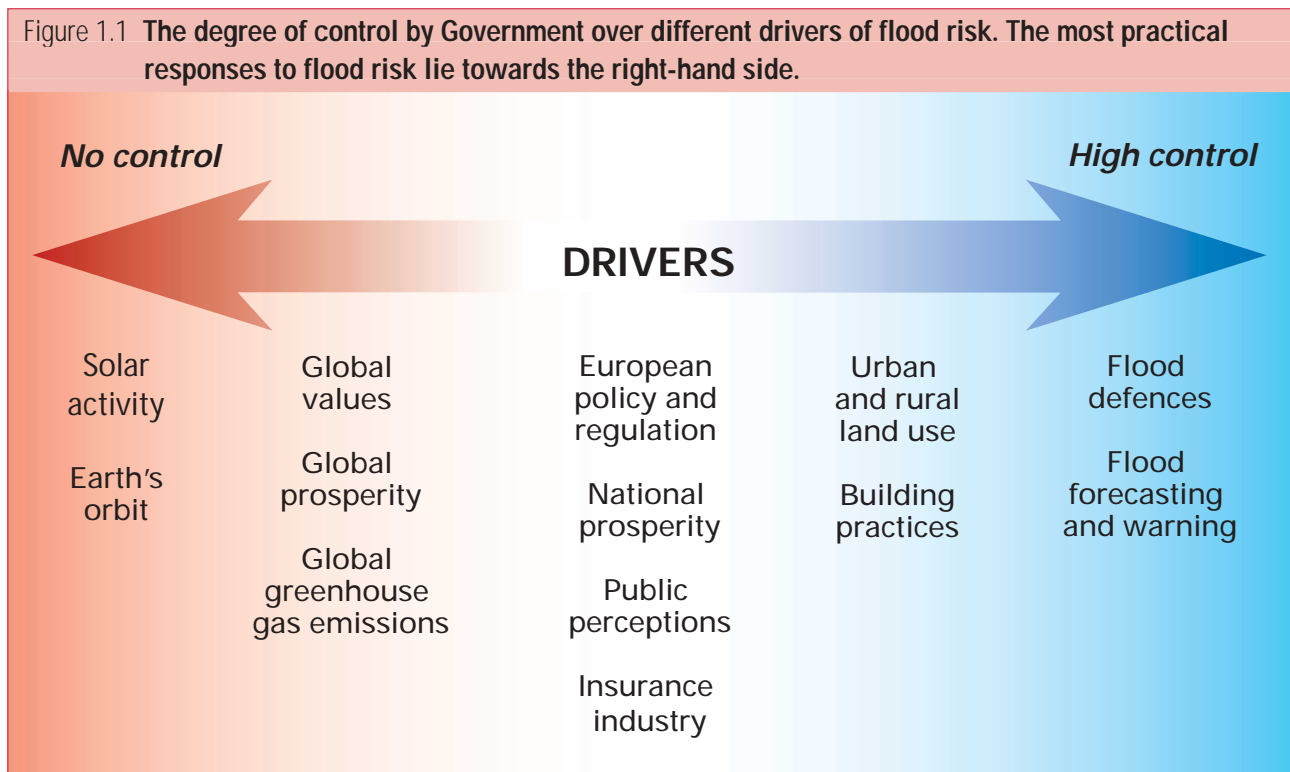 Figure 1.1 The degree of control by Government over different drivers of flood risk. The most practical
responses to flood risk lie towards the right-hand side.
No control
High control
DRIVERS
Solar
activity
Earth's
orbit
Global
values
Global
prosperity
Global
greenhouse
gas emissions
European
policy and
regulation
National
prosperity
Public
perceptions
Insurance
industry
Urban
and rural
land use
Building
practices
Flood
defences
Flood
forecasting
and warning